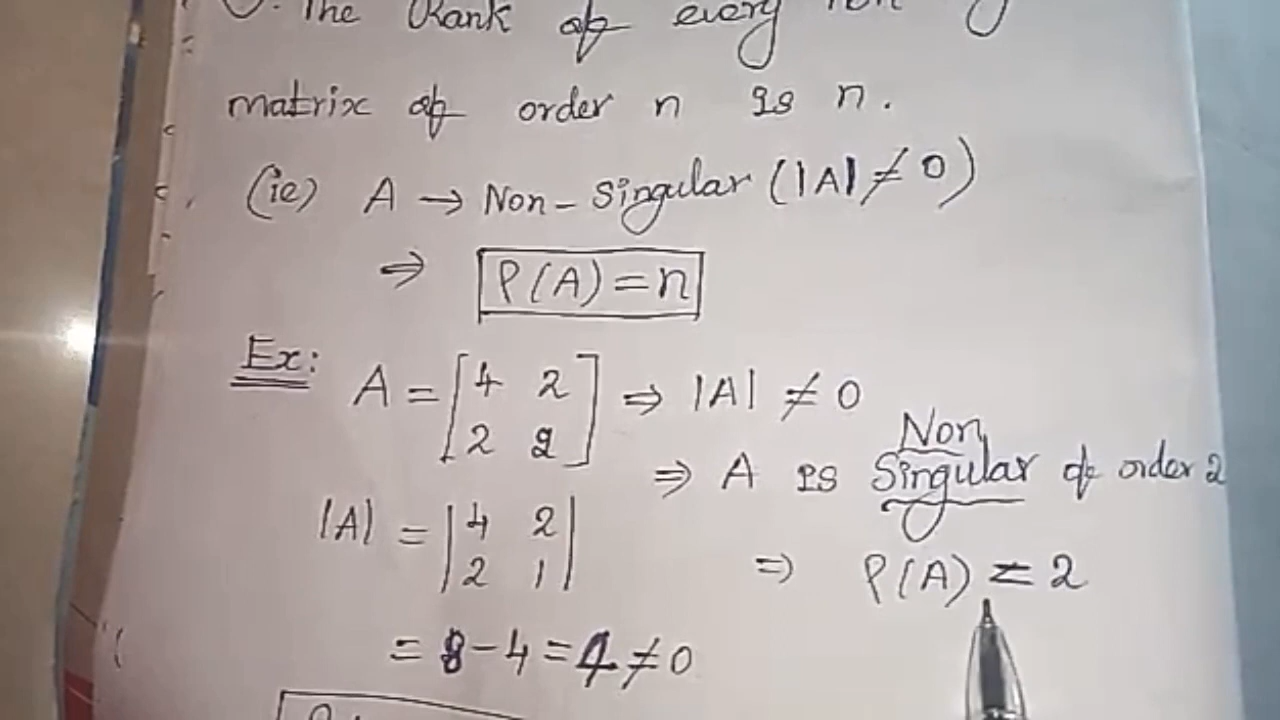 The Rank of every
matrix of order n is n.
(ie) A → Non-Singular (|A| ≠ 0)
⇒ ρ(A) = n
Ex: A = [4 2 ⇒ |A| ≠ 0
2 2]
Non
⇒ A is Singular of order 2
|A| = |4 2
2 1|
⇒ ρ(A) = 2
= 8 - 4 = 4 ≠ 0